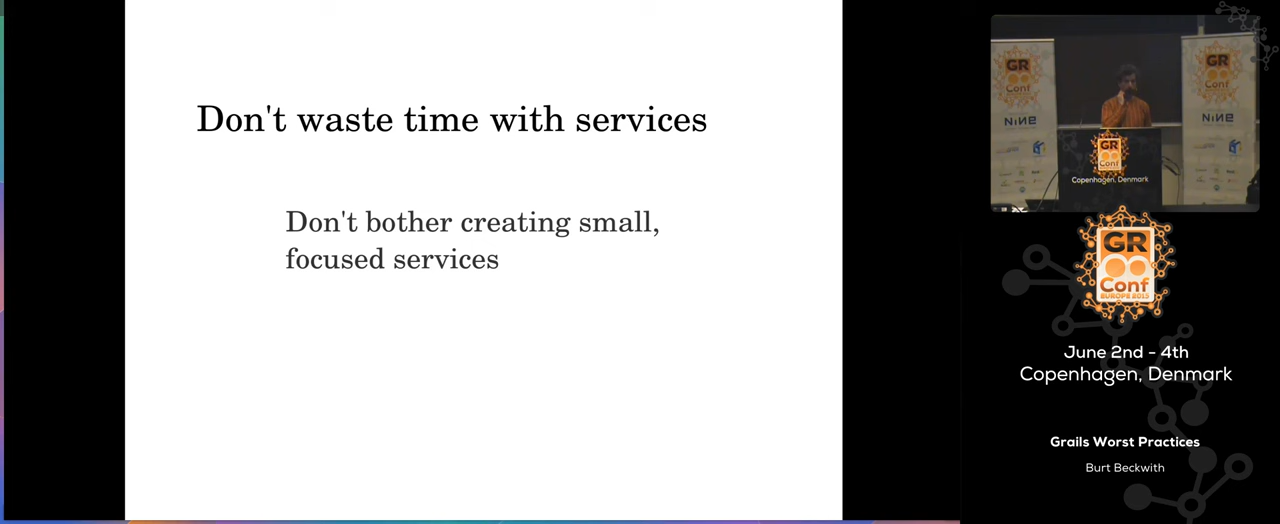 Don't waste time with services
Don't bother creating small,
focused services
GR
Conf
NiNE
GR
Conf
NiNE
GR
Conf
Copenhagen, Denmark
GR
Conf
EUROPE 2015
June 2nd - 4th
Copenhagen, Denmark
Grails Worst Practices
Burt Beckwith